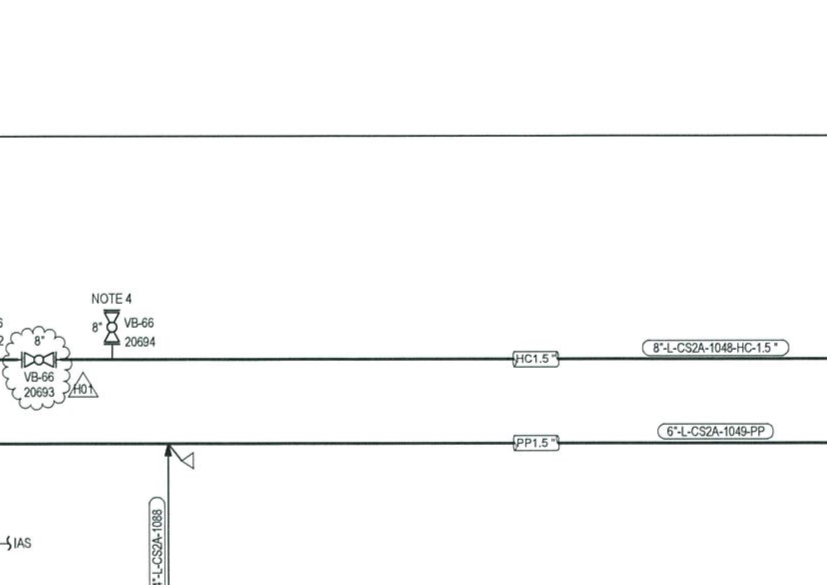 NOTE 4
8" VB-66
20694
8"
VB-66
20693
H01
HC1.5 "
8"-L-CS2A-1048-HC-1.5 "
PP1.5 "
6"-L-CS2A-1049-PP
"-L-CS2A-1088
IAS